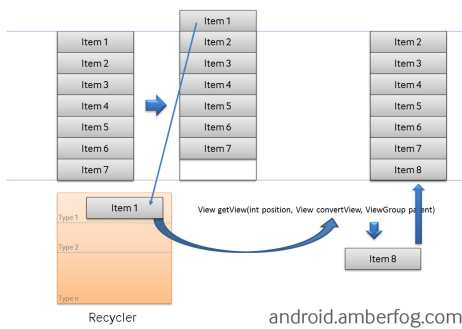 Item 1
Item 1
Item 2
Item 2
Item 2
Item 3
Item 3
Item 3
Item 4
Item 4
Item 4
Item 5
Item 5
Item 5
Item 6
Item 6
Item 6
Item 7
Item 7
Item 7
Item 8
Item 1
Type 1
View getView(int position, View convertView, ViewGroup parent)
Type 2
Item 8
Type n
Recycler
android.amberfog.com